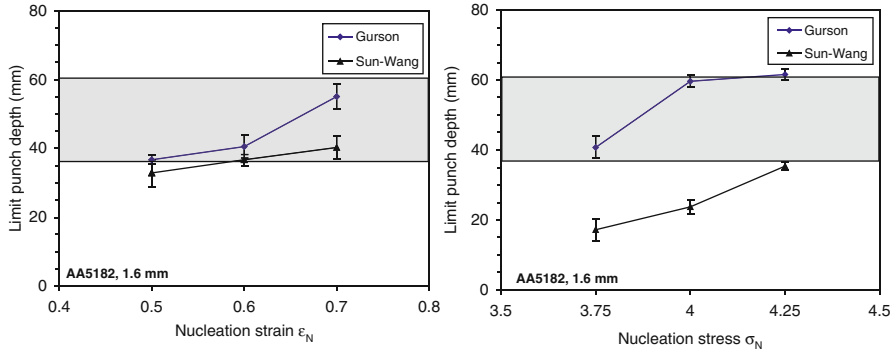 80
60
40
20
0
Limit punch depth (mm)
Gurson
Sun-Wang
AA5182, 1.6 mm
0.4 0.5 0.6 0.7 0.8
Nucleation strain εN
80
60
40
20
0
Limit punch depth (mm)
Gurson
Sun-Wang
AA5182, 1.6 mm
3.5 3.75 4 4.25 4.5
Nucleation stress σN